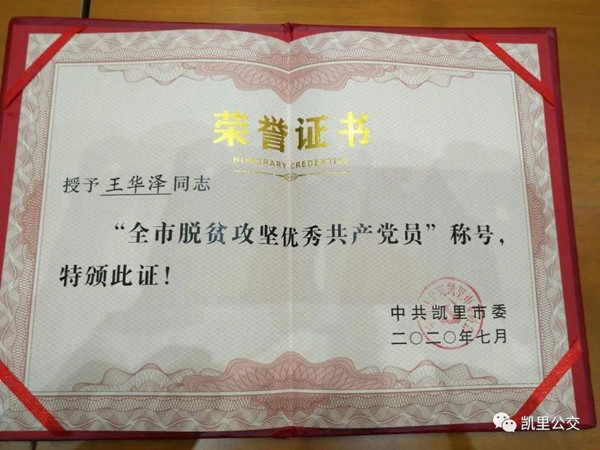 荣誉证书
HONORARY CREDENTIAL
授予 王华泽 同志
“全市脱贫攻坚优秀共产党员”称号，
特颁此证！
中共凯里市委
二〇二〇年七月
凯里公交